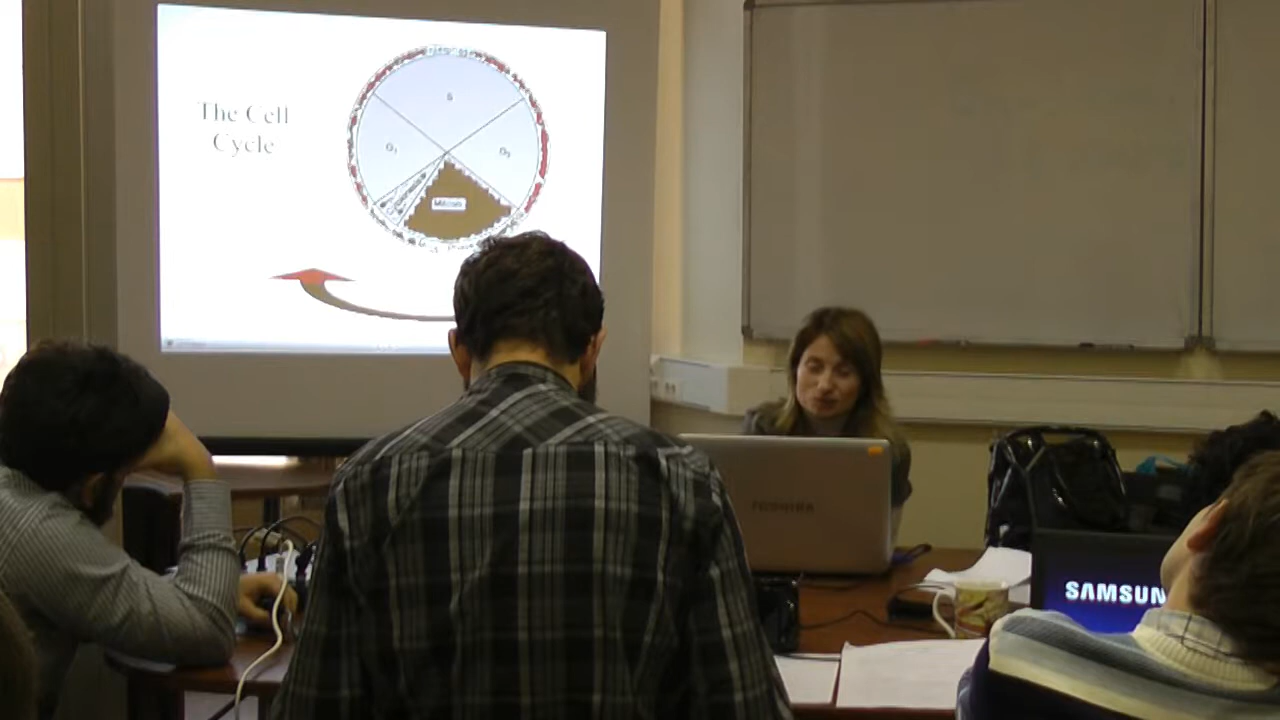 The Cell
Cycle
S
G₁
G₂
Mitosis
TOSHIBA
SAMSUN